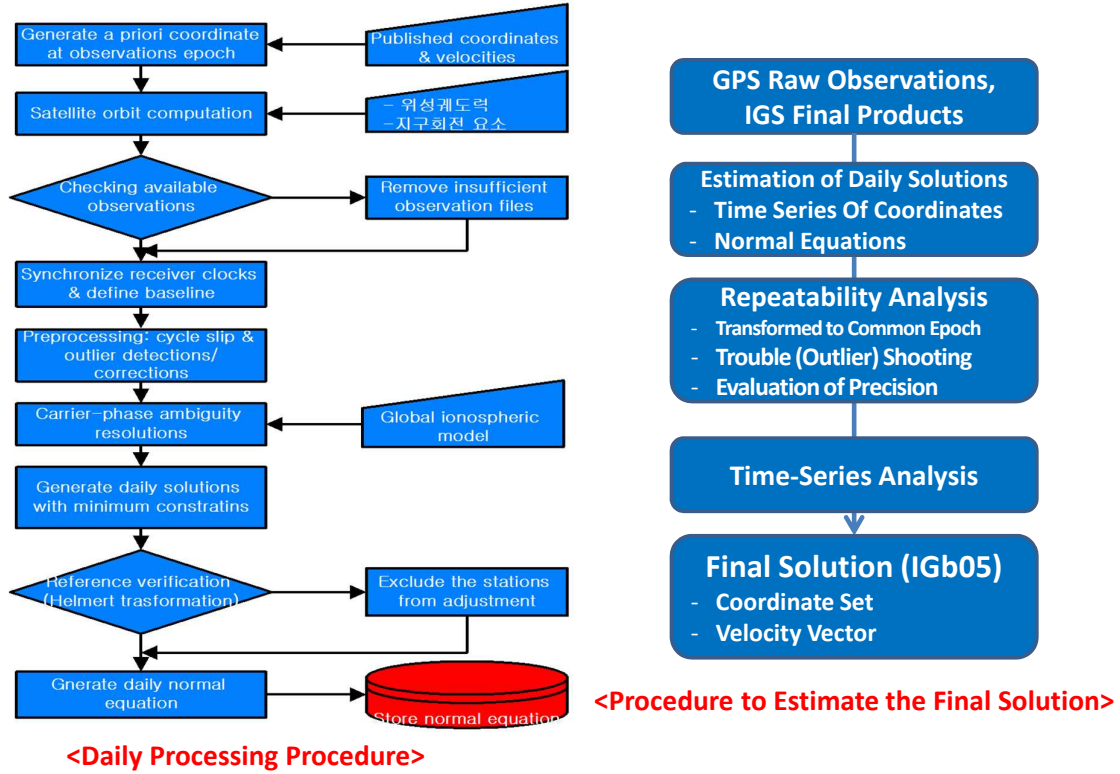 Generate a priori coordinate
at observations epoch
Published coordinates
& velocities
Satellite orbit computation
- 위성궤도력
-지구회전 요소
Checking available
observations
Remove insufficient
observation files
Synchronize receiver clocks
& define baseline
Preprocessing: cycle slip &
outlier detections/
corrections
Carrier-phase ambiguity
resolutions
Global ionospheric
model
Generate daily solutions
with minimum constratins
Reference verification
(Helmert trasformation)
Exclude the stations
from adjustment
Gnerate daily normal
equation
Store normal equation
<Daily Processing Procedure>
GPS Raw Observations,
IGS Final Products
Estimation of Daily Solutions
- Time Series Of Coordinates
- Normal Equations
Repeatability Analysis
- Transformed to Common Epoch
- Trouble (Outlier) Shooting
- Evaluation of Precision
Time-Series Analysis
Final Solution (IGb05)
- Coordinate Set
- Velocity Vector
<Procedure to Estimate the Final Solution>